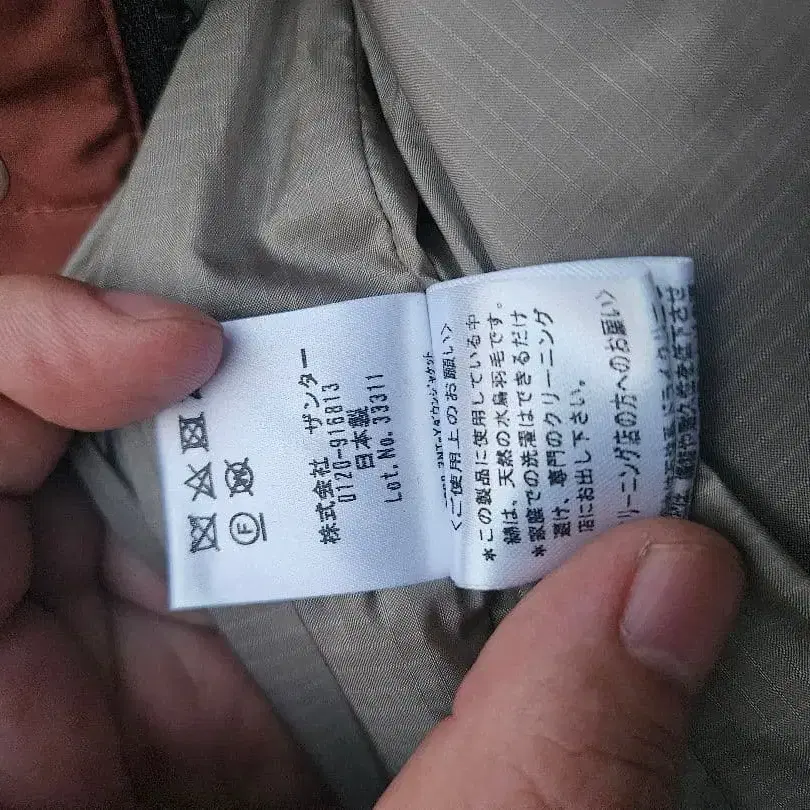 株式会社 ザンター
0120-916813
日本製
Lot.No.33311
〈ご使用上のお願い〉
*この製品に使用している中
綿は、天然の水鳥羽毛です。
*家庭での洗濯はできるだけ
避け、専門のクリーニング
店にお出し下さい。
リーニング店の方へのお願い〉